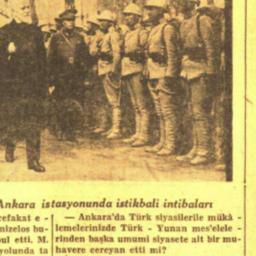 Ankara istasyonunda istikbali intibaları
refakat e -
nizelos bu-
bul etti. M.
yolunda ta
— Ankara'da Türk siyasilerile mükâ -
lemelerinizde Türk - Yunan mes'elele -
rinden başka umumi siyasete ait bir mu-
havere cereyan etti mi?